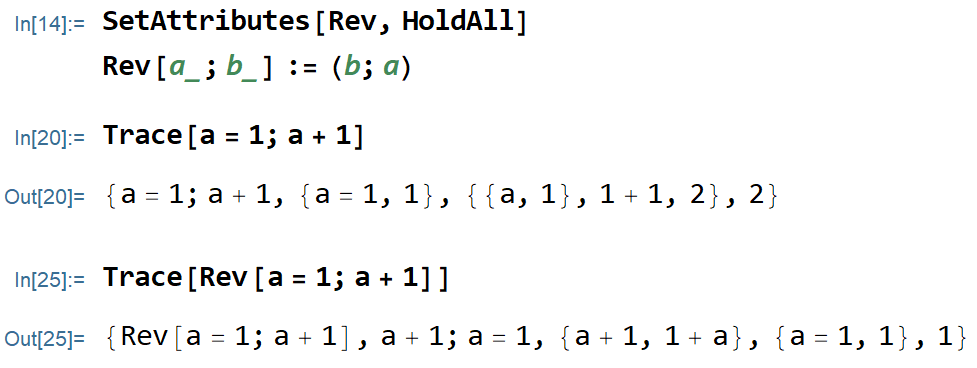 In[14]:= SetAttributes[Rev, HoldAll]
Rev[a_; b_] := (b; a)
In[20]:= Trace[a = 1; a + 1]
Out[20]= {a = 1; a + 1, {a = 1, 1}, {{a, 1}, 1 + 1, 2}, 2}
In[25]:= Trace[Rev[a = 1; a + 1]]
Out[25]= {Rev[a = 1; a + 1], a + 1; a = 1, {a + 1, 1 + a}, {a = 1, 1}, 1}